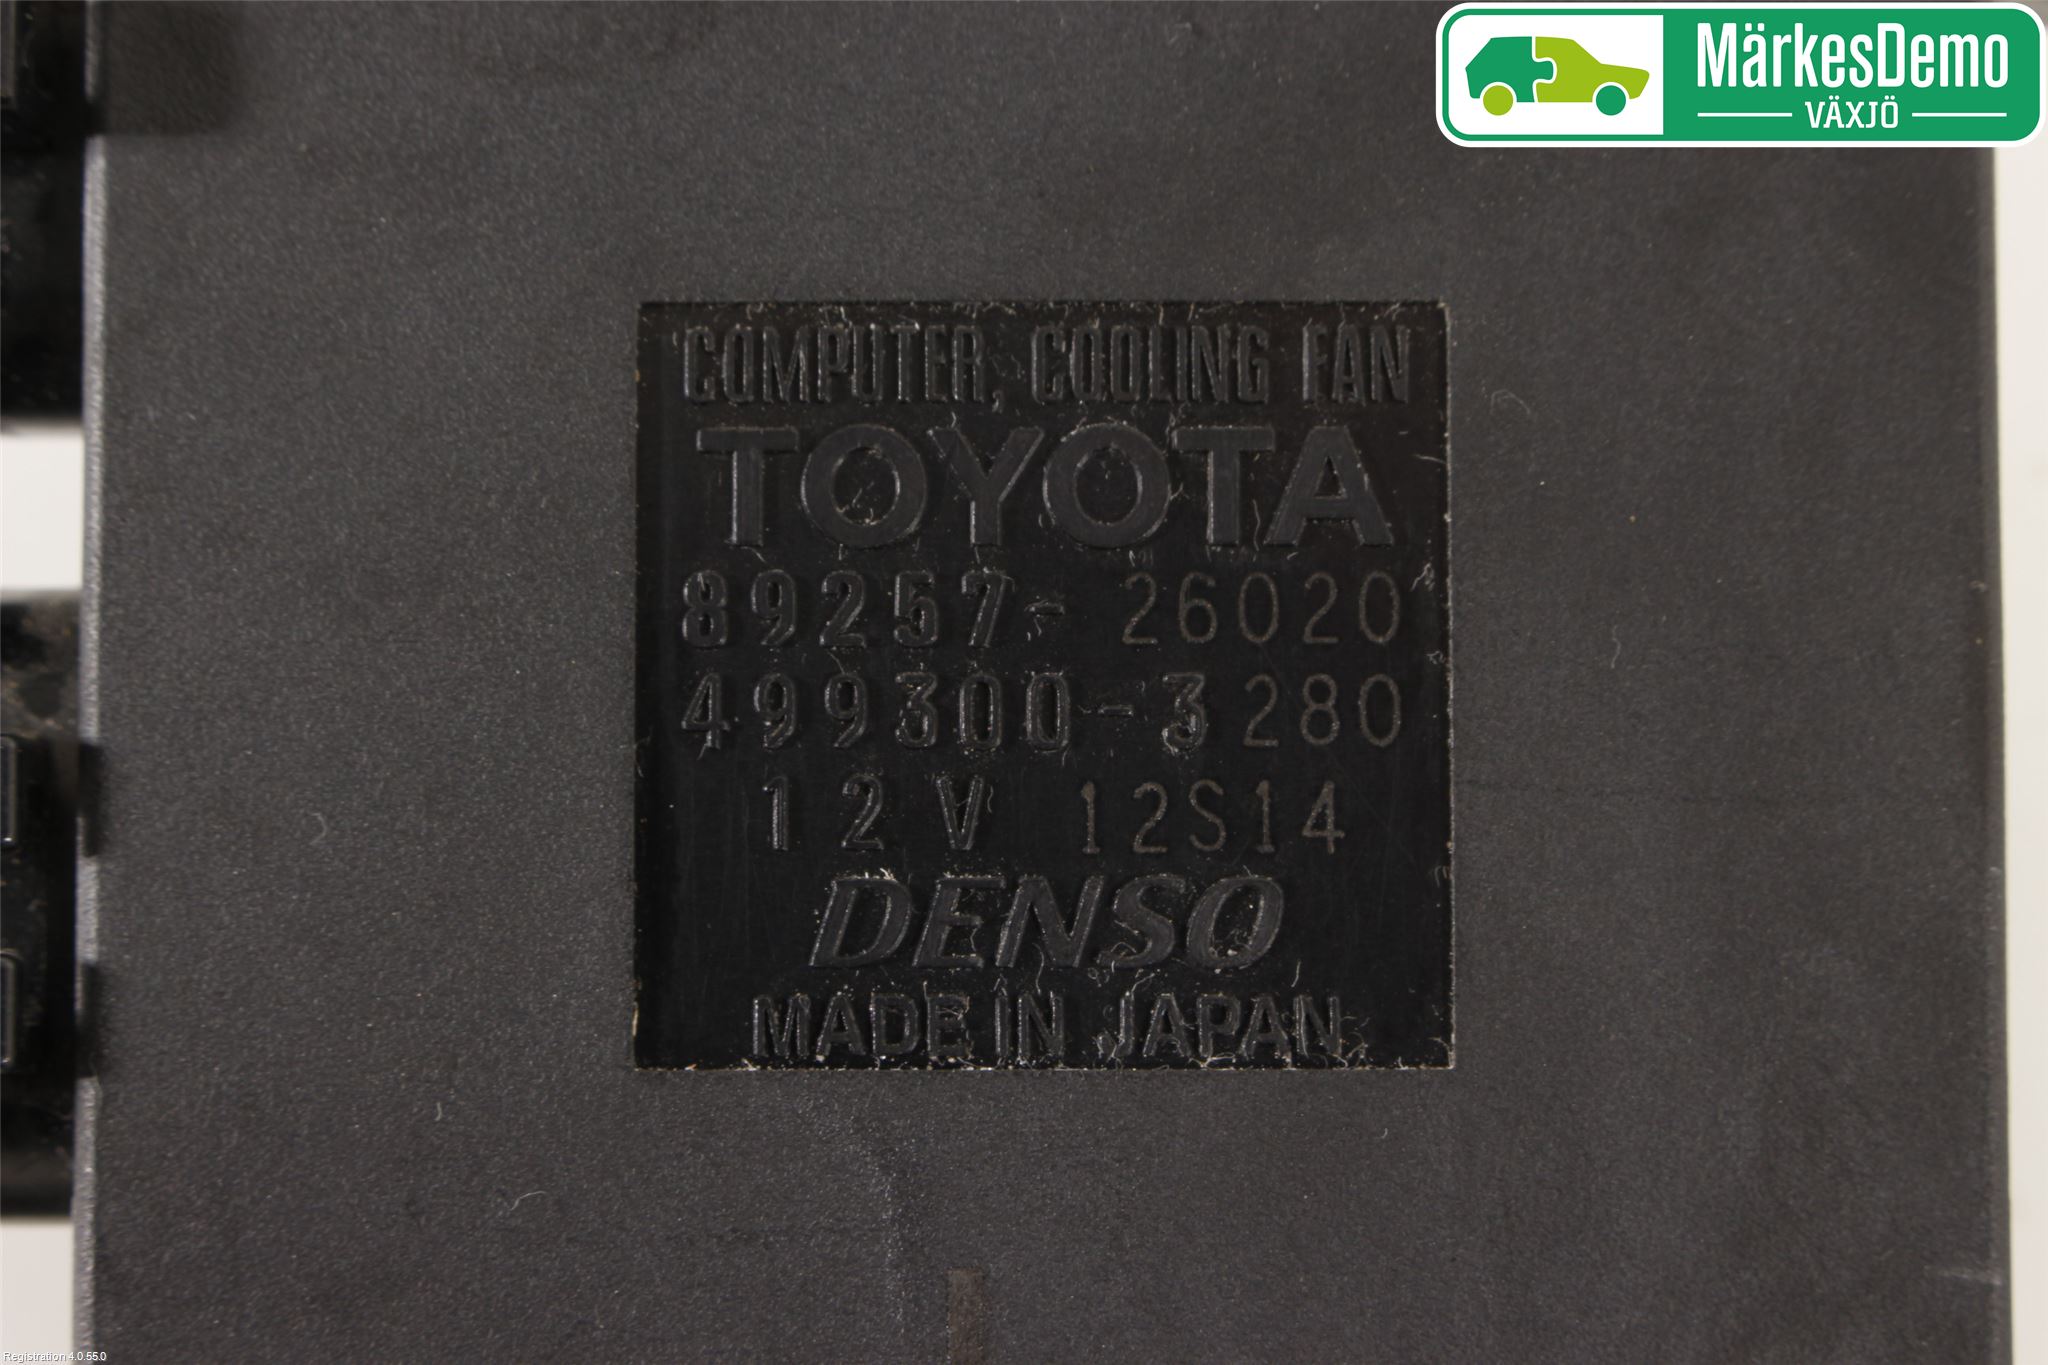 MärkesDemo
VÄXJÖ
COMPUTER, COOLING FAN
TOYOTA
89257-26020
499300-3280
12V 12S14
DENSO
MADE IN JAPAN
Registration 4.0.55.0